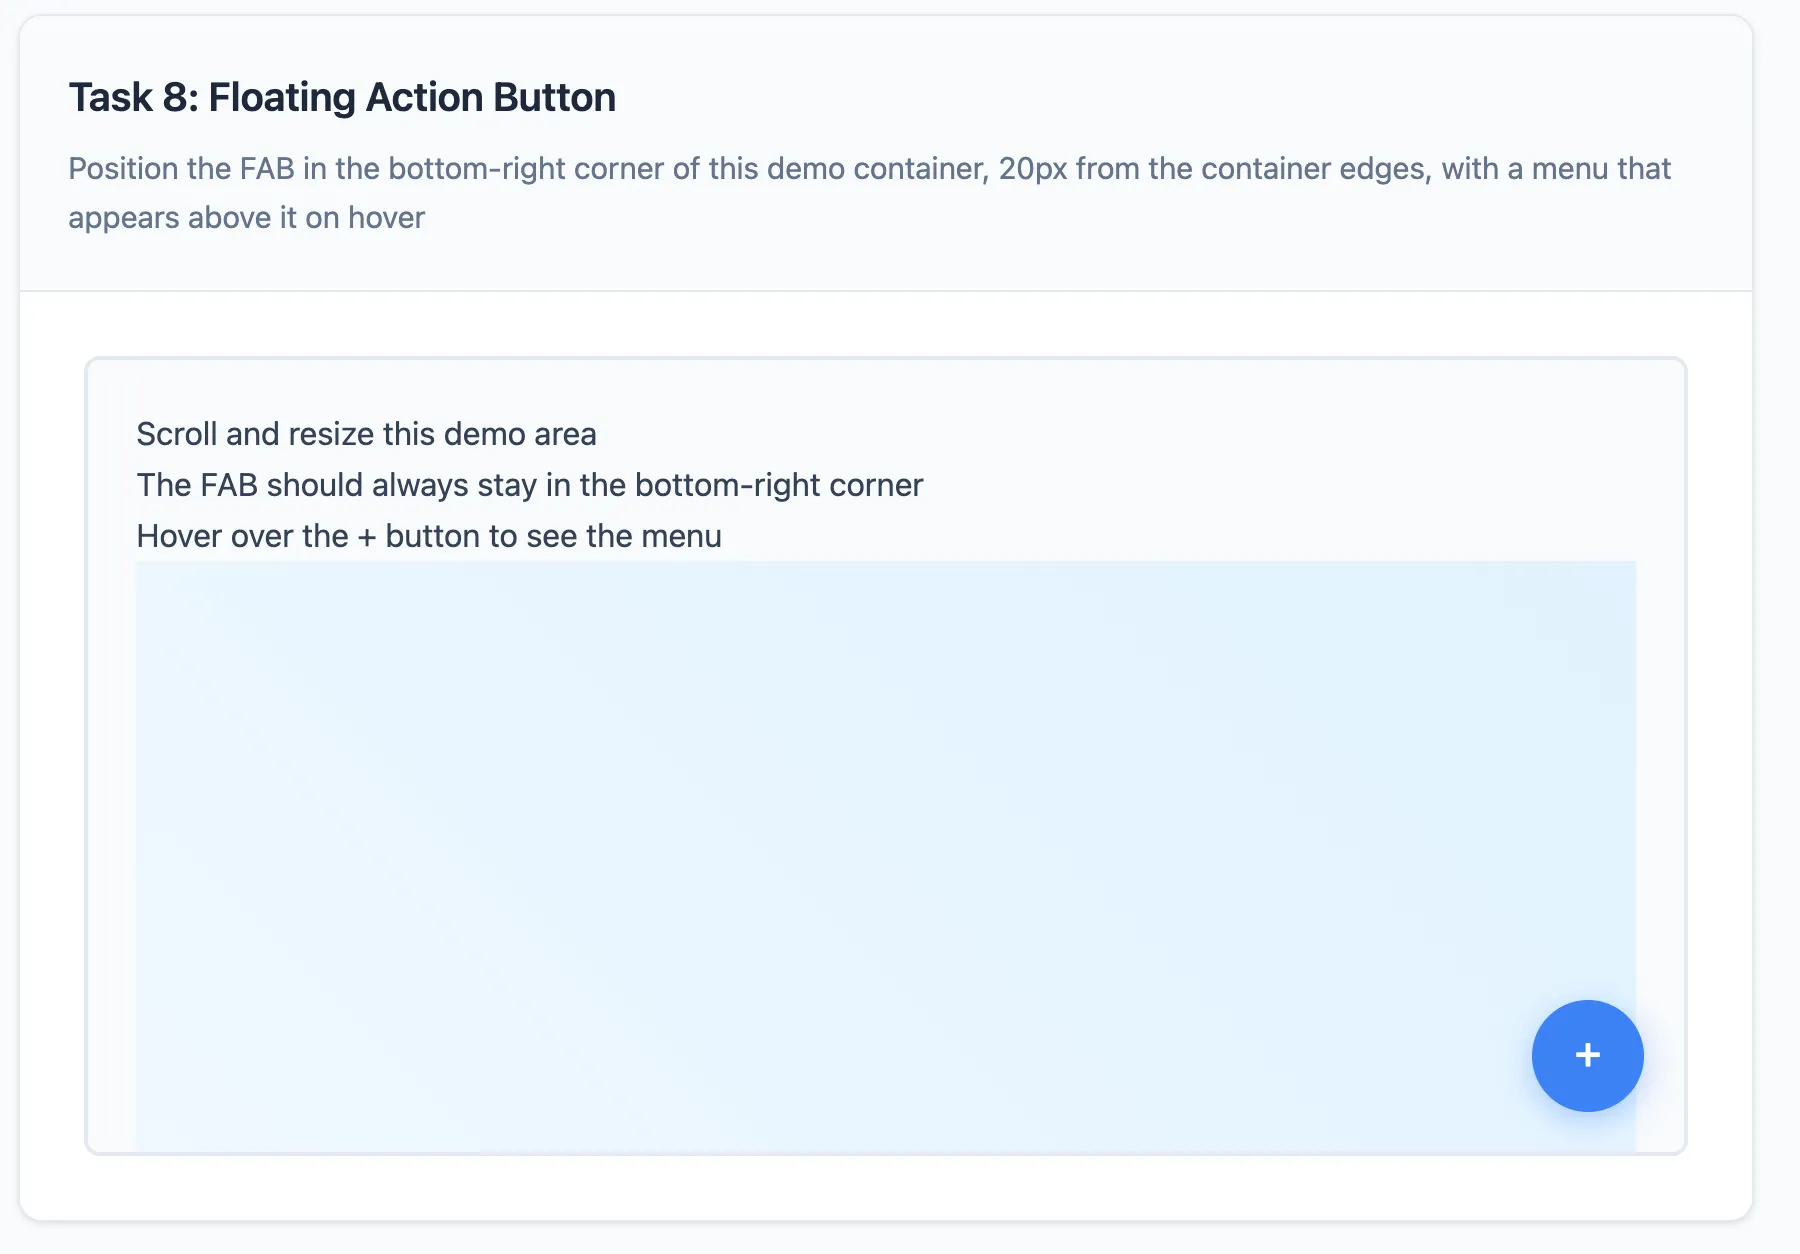 Task 8: Floating Action Button
Position the FAB in the bottom-right corner of this demo container, 20px from the container edges, with a menu that
appears above it on hover
Scroll and resize this demo area
The FAB should always stay in the bottom-right corner
Hover over the + button to see the menu
+